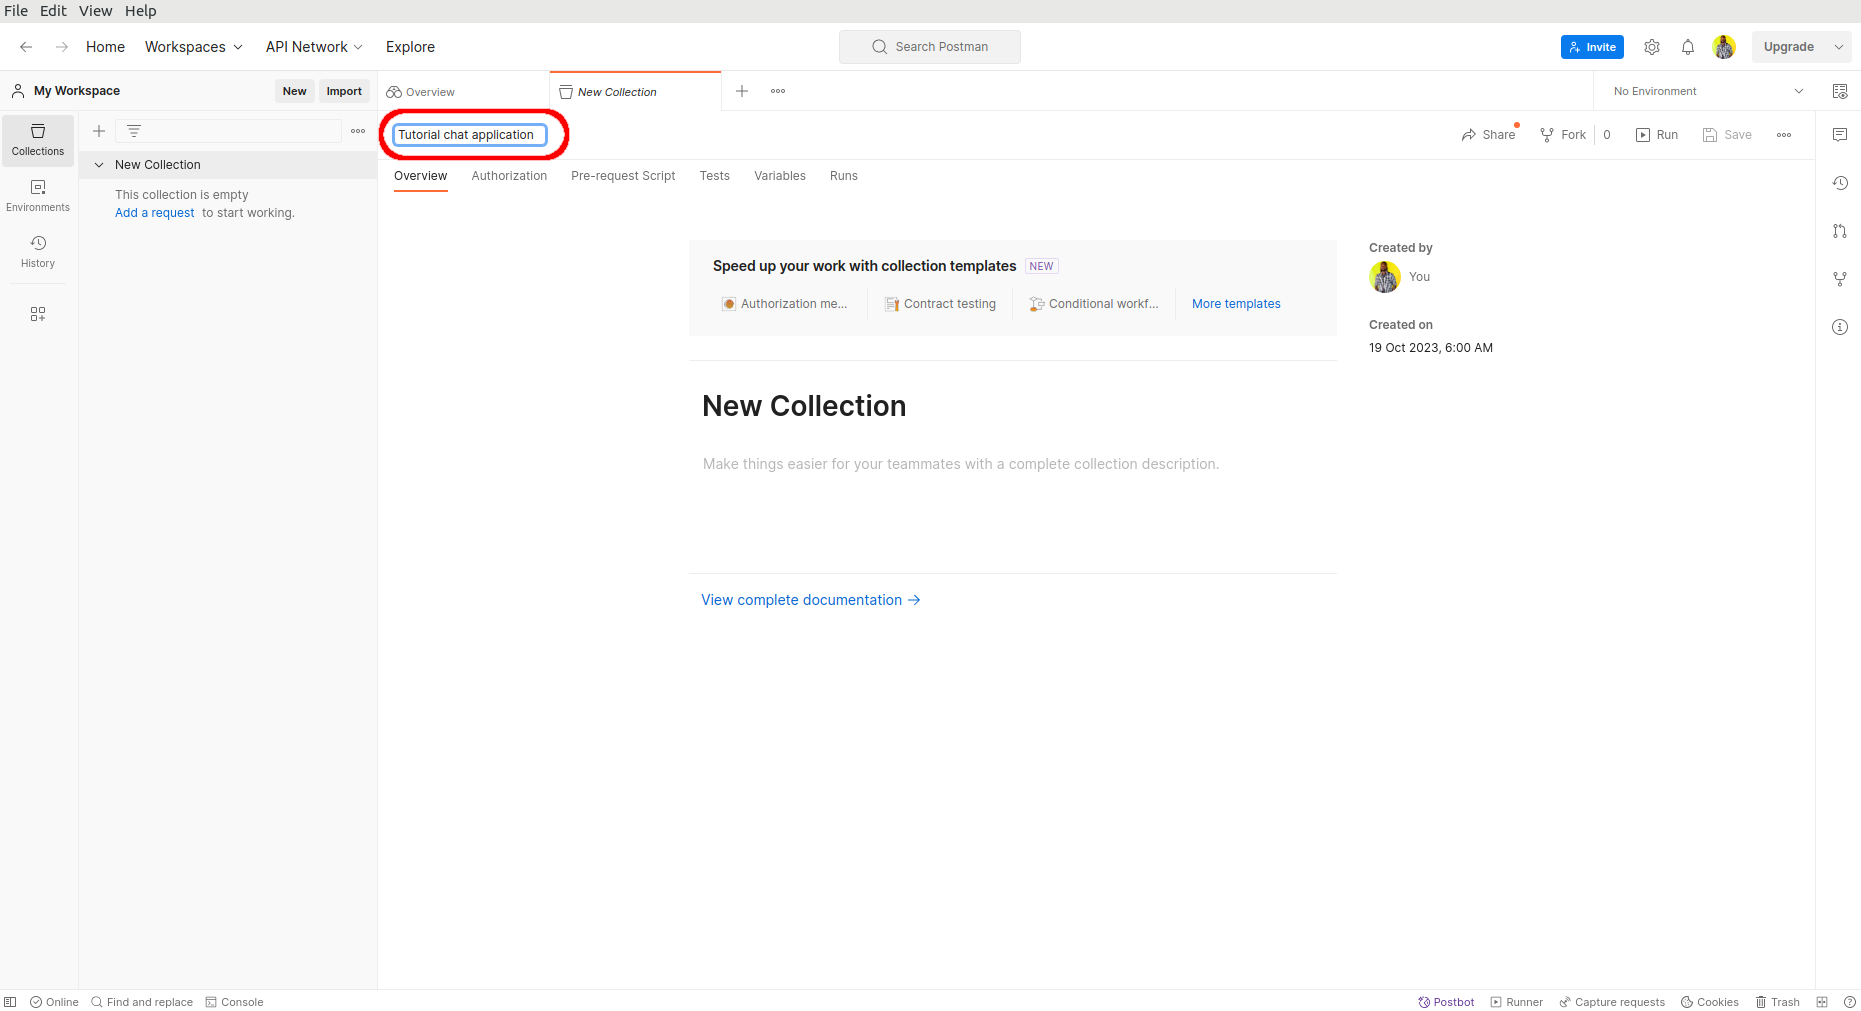 File Edit View Help
Home Workspaces API Network Explore Search Postman Invite Upgrade
My Workspace New Import Overview New Collection No Environment
Tutorial chat application Share Fork 0 Run Save
Collections
New Collection
Overview Authorization Pre-request Script Tests Variables Runs
This collection is empty
Add a request to start working.
Environments
History
Speed up your work with collection templates NEW
Authorization me... Contract testing Conditional workf... More templates
Created by
You
Created on
19 Oct 2023, 6:00 AM
New Collection
Make things easier for your teammates with a complete collection description.
View complete documentation →
Online Find and replace Console Postbot Runner Capture requests Cookies Trash